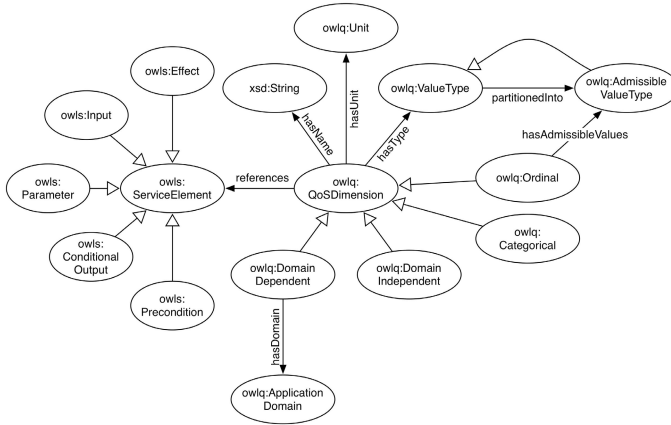 owlq:Unit
owls:Effect
xsd:String
owlq:ValueType
owlq:Admissible
ValueType
partitionedInto
hasUnit
owls:Input
hasName
hasType
hasAdmissibleValues
owls:
Parameter
owls:
ServiceElement
references
owlq:
QoSDimension
owlq:Ordinal
owls:
Conditional
Output
owlq:
Categorical
owlq:Domain
Dependent
owlq:Domain
Independent
owls:
Precondition
hasDomain
owlq:Application
Domain